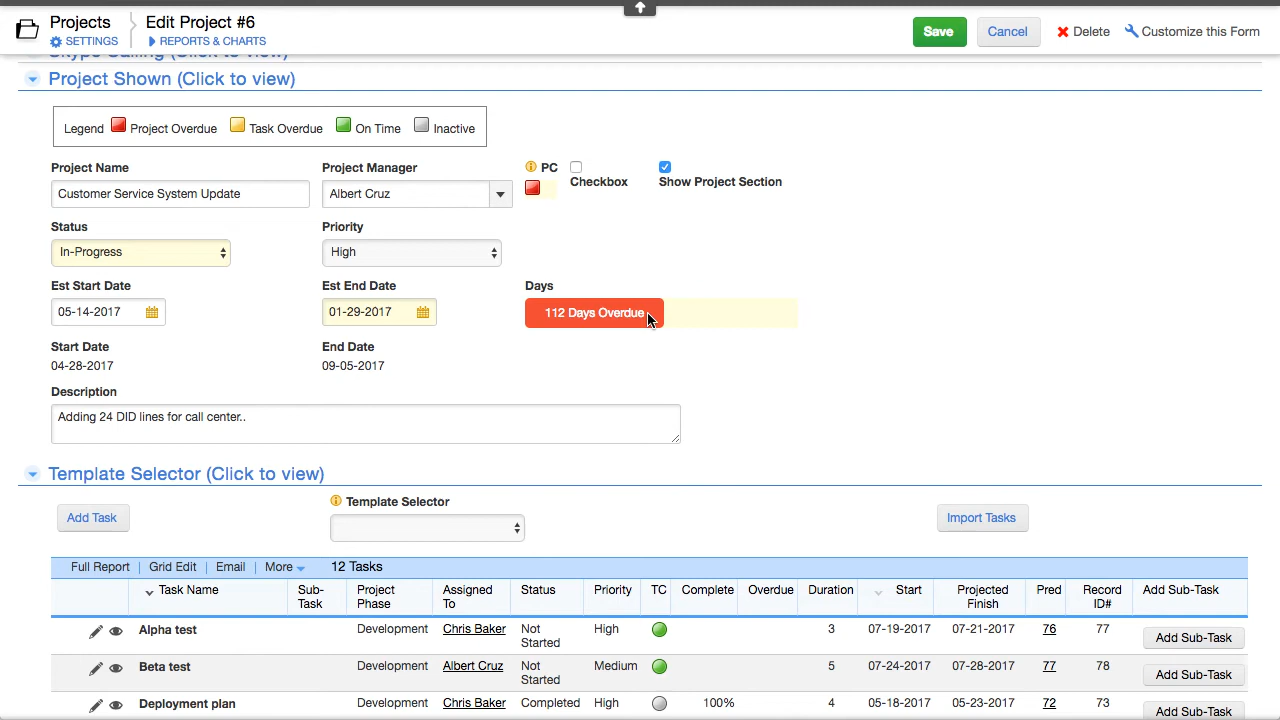 Projects
Edit Project #6
SETTINGS
REPORTS & CHARTS
Save
Cancel
Delete
Customize this Form
Skype Calling (Click to view)
Project Shown (Click to view)
Legend Project Overdue Task Overdue On Time Inactive
Project Name
Project Manager
PC
Checkbox
Show Project Section
Customer Service System Update
Albert Cruz
Status
Priority
In-Progress
High
Est Start Date
Est End Date
Days
05-14-2017
01-29-2017
112 Days Overdue
Start Date
End Date
04-28-2017
09-05-2017
Description
Adding 24 DID lines for call center..
Template Selector (Click to view)
Add Task
Template Selector
Import Tasks
Full Report | Grid Edit | Email | More 12 Tasks
Task Name Sub-Task Project Phase Assigned To Status Priority TC Complete Overdue Duration Start Projected Finish Pred Record ID# Add Sub-Task
Alpha test Development Chris Baker Not Started High 3 07-19-2017 07-21-2017 76 77 Add Sub-Task
Beta test Development Albert Cruz Not Started Medium 5 07-24-2017 07-28-2017 77 78 Add Sub-Task
Deployment plan Development Chris Baker Completed High 100% 4 05-18-2017 05-23-2017 72 73 Add Sub-Task